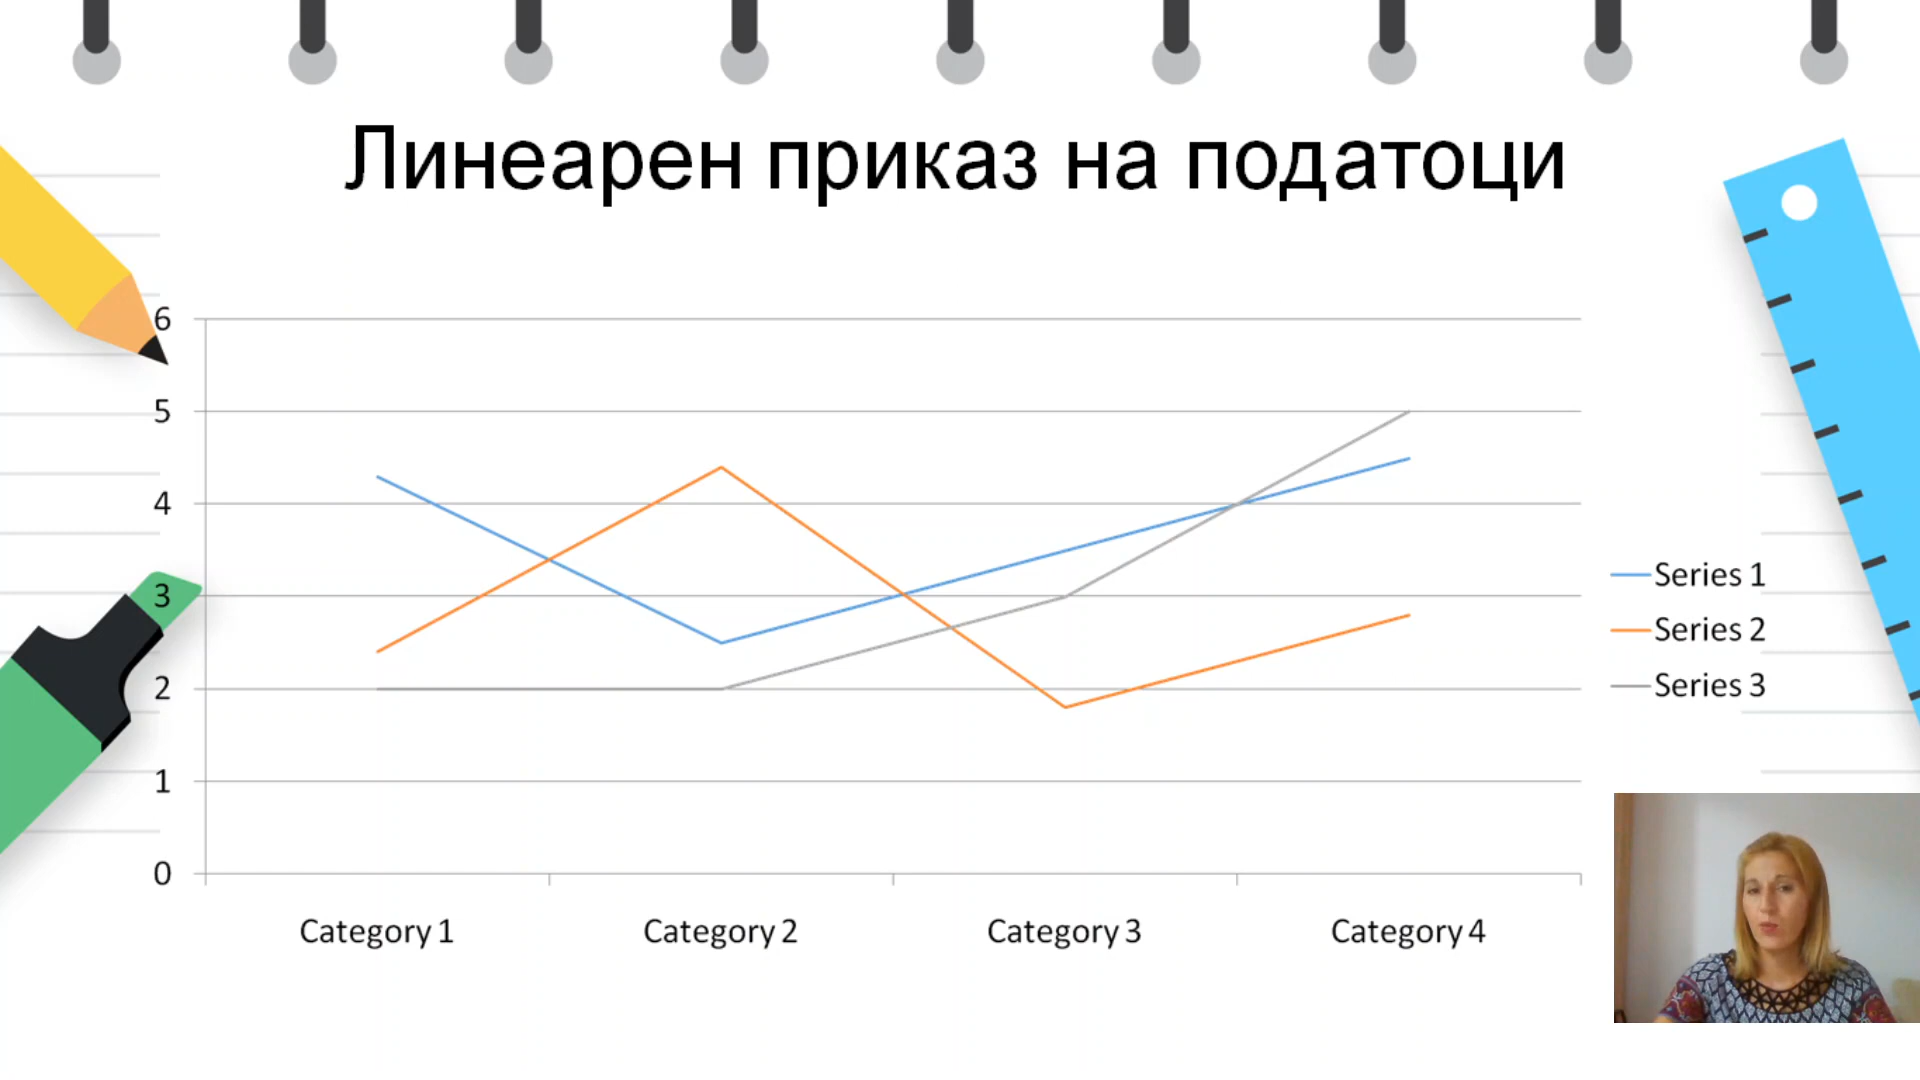 Линеарен приказ на податоци
6
5
4
3
2
1
0
Category 1
Category 2
Category 3
Category 4
Series 1
Series 2
Series 3